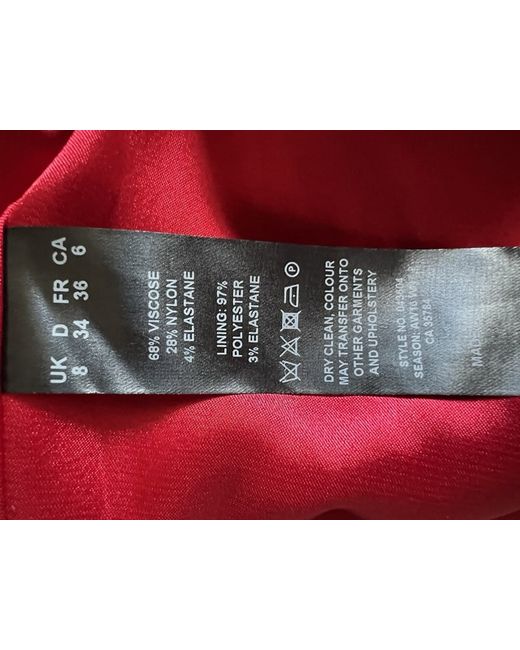 UK D FR CA
8 34 36 6
68% VISCOSE
28% NYLON
4% ELASTANE
LINING: 97%
POLYESTER
3% ELASTANE
P
DRY CLEAN, COLOUR
MAY TRANSFER ONTO
OTHER GARMENTS
AND UPHOLSTERY
STYLE NO.
SEASON:
CA